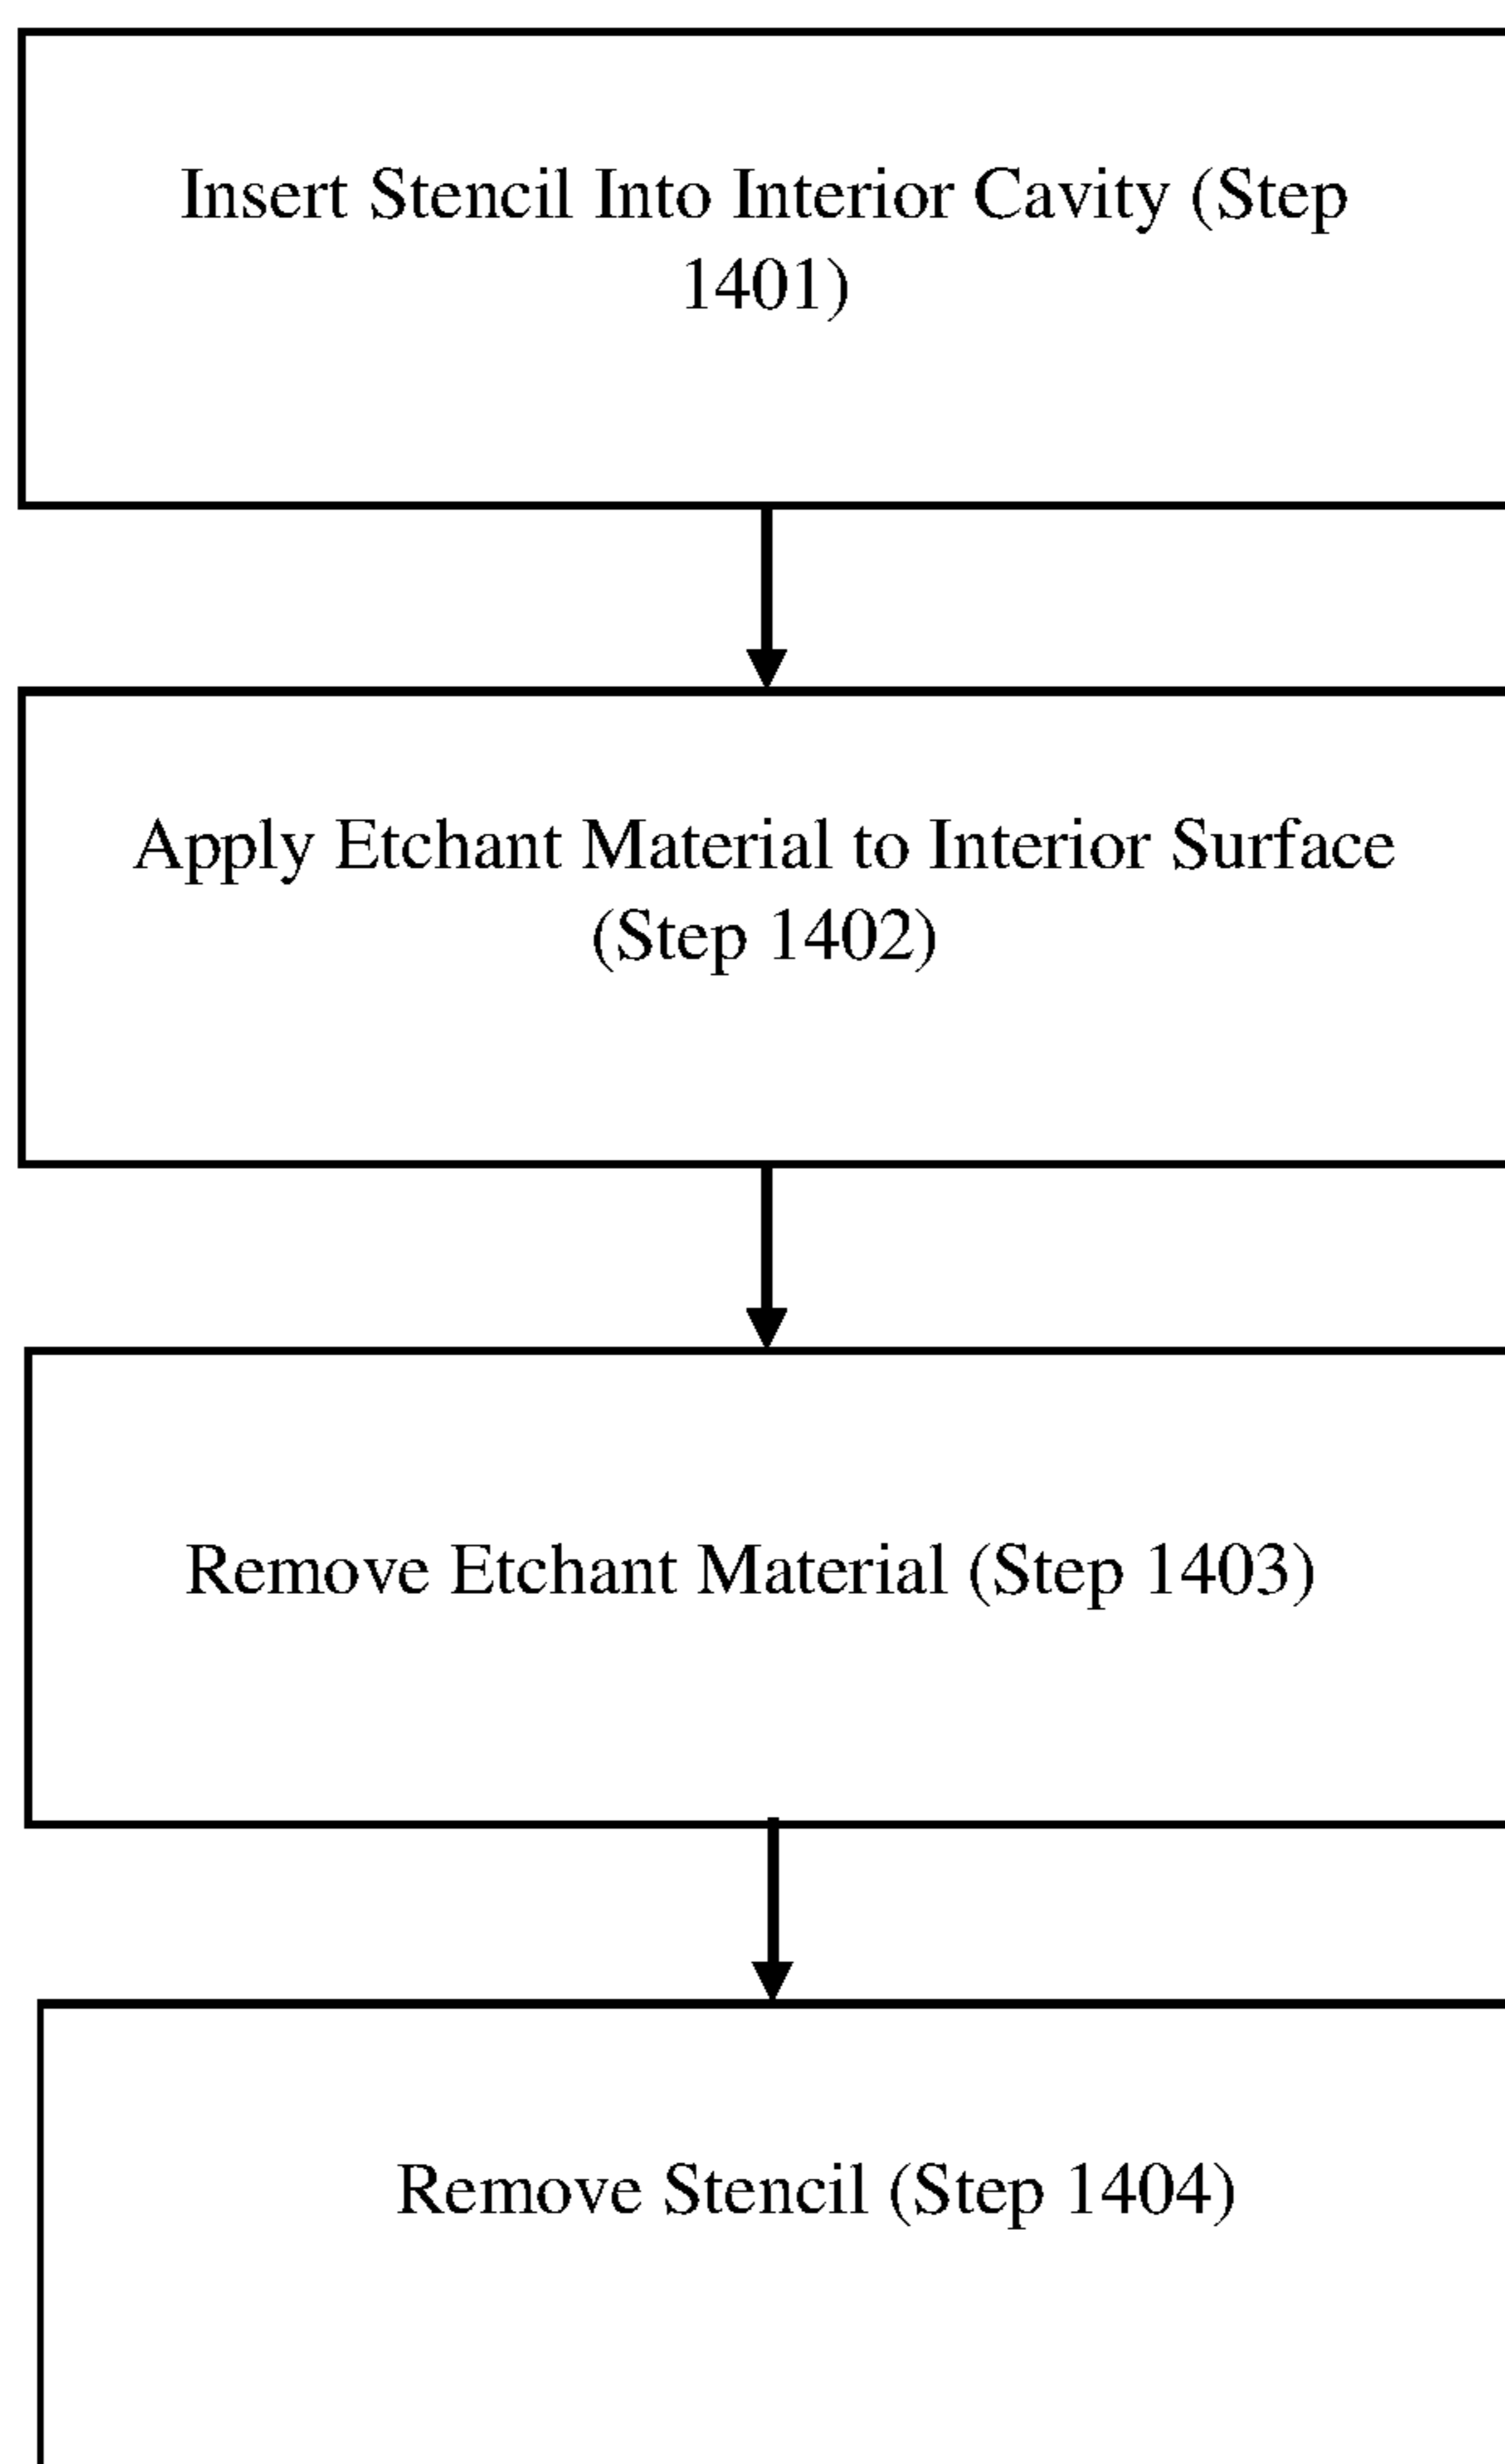 Insert Stencil Into Interior Cavity (Step
1401)
Apply Etchant Material to Interior Surface
(Step 1402)
Remove Etchant Material (Step 1403)
Remove Stencil (Step 1404)